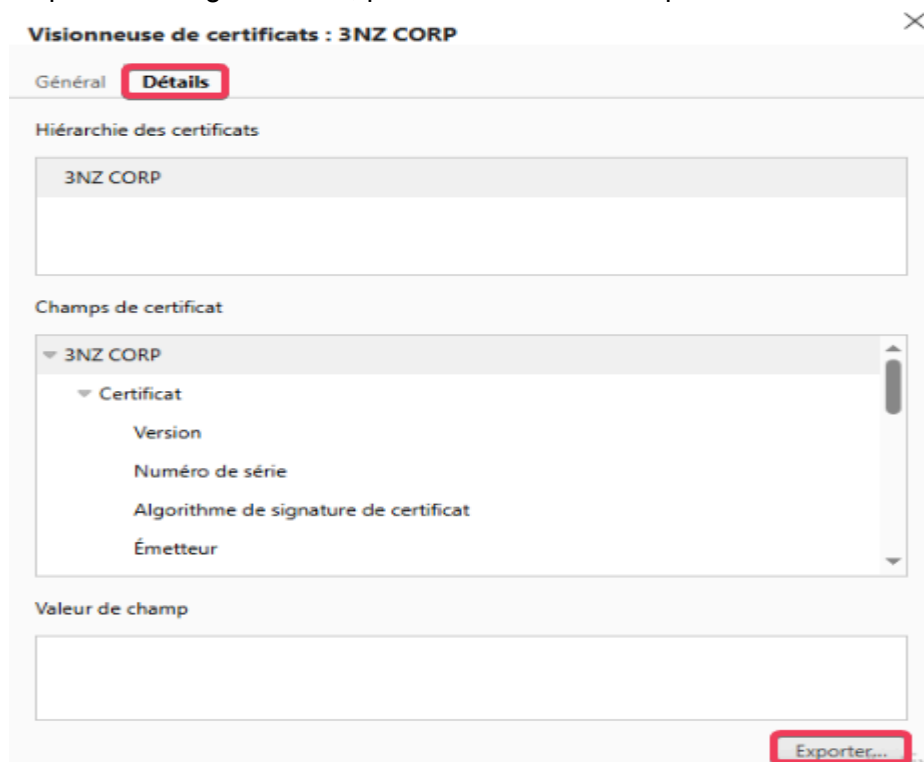 Visionneuse de certificats : 3NZ CORP
Général Détails
Hiérarchie des certificats
3NZ CORP
Champs de certificat
3NZ CORP
Certificat
Version
Numéro de série
Algorithme de signature de certificat
Émetteur
Valeur de champ
Exporter...